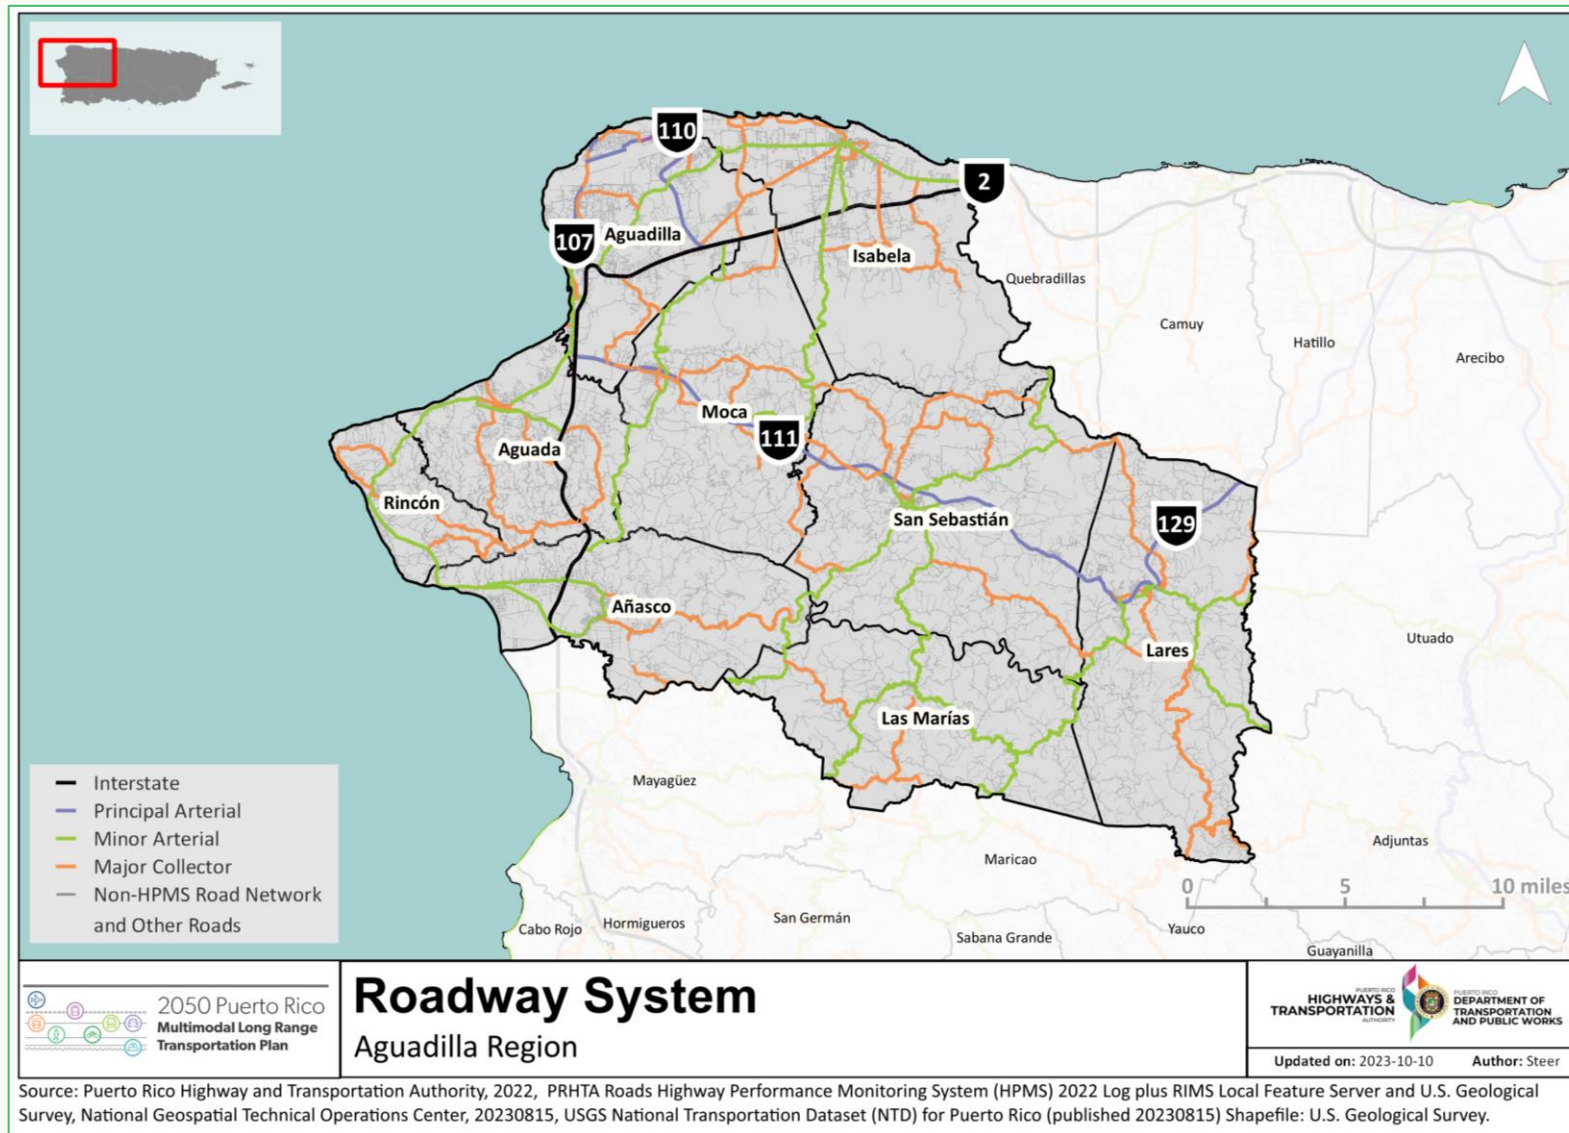 110
2
107
Aguadilla
Isabela
Quebradillas
Camuy
Hatillo
Arecibo
Moca
111
Aguada
Rincón
San Sebastián
129
Añasco
Utuado
Lares
Las Marías
Mayagüez
Maricao
Adjuntas
San Germán
Hormigueros
Cabo Rojo
Sabana Grande
Yauco
Guayanilla
0 5 10 miles
Interstate
Principal Arterial
Minor Arterial
Major Collector
Non-HPMS Road Network
and Other Roads
2050 Puerto Rico
Multimodal Long Range
Transportation Plan
Roadway System
Aguadilla Region
PUERTO RICO
HIGHWAYS &
TRANSPORTATION
AUTHORITY
PUERTO RICO
DEPARTMENT OF
TRANSPORTATION
AND PUBLIC WORKS
Updated on: 2023-10-10 Author: Steer
Source: Puerto Rico Highway and Transportation Authority, 2022, PRHTA Roads Highway Performance Monitoring System (HPMS) 2022 Log plus RIMS Local Feature Server and U.S. Geological
Survey, National Geospatial Technical Operations Center, 20230815, USGS National Transportation Dataset (NTD) for Puerto Rico (published 20230815) Shapefile: U.S. Geological Survey.